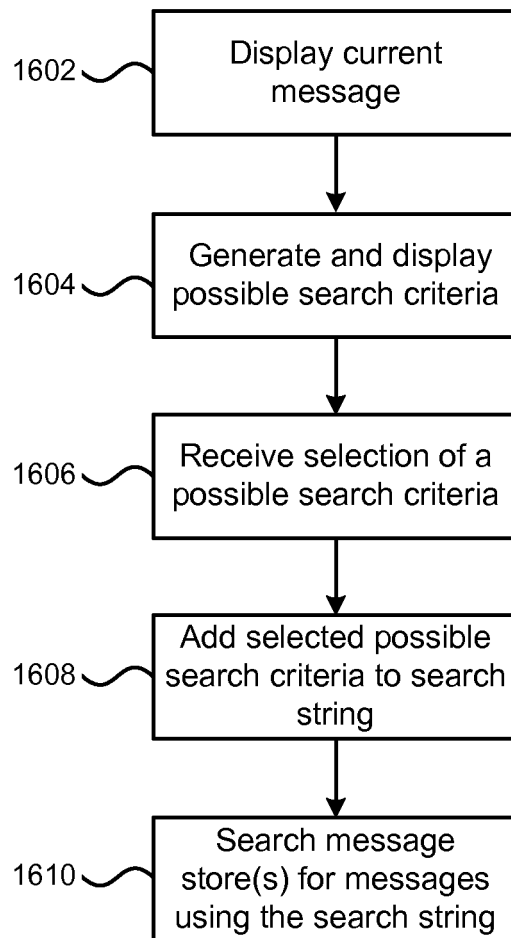 1602
Display current
message
1604
Generate and display
possible search criteria
1606
Receive selection of a
possible search criteria
1608
Add selected possible
search criteria to search
string
1610
Search message
store(s) for messages
using the search string